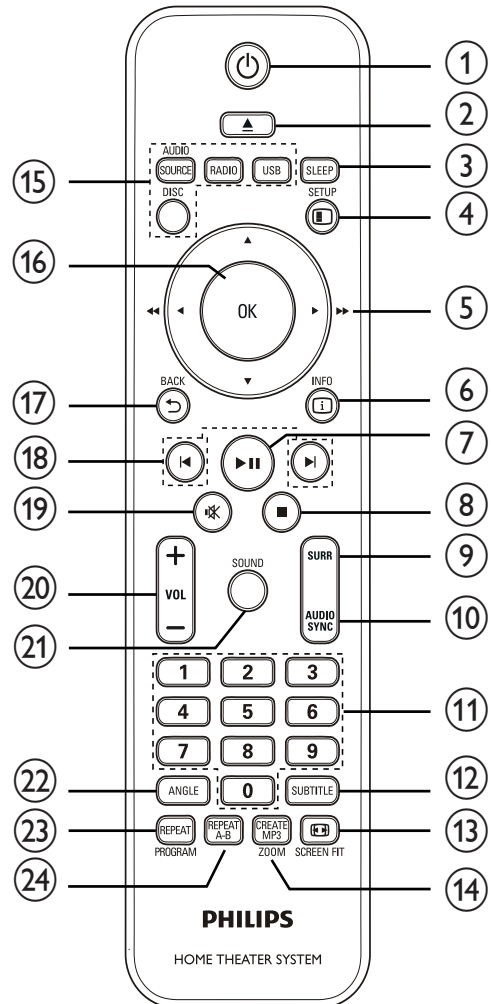 1
2
AUDIO
SOURCE RADIO USB SLEEP
3
15
DISC
SETUP
4
16
OK
5
BACK
INFO
6
17
7
18
19
8
SURR
9
20
+
VOL
–
SOUND
AUDIO
SYNC
10
21
1 2 3
4 5 6
11
7 8 9
22
ANGLE 0 SUBTITLE
12
23
REPEAT
REPEAT
A-B
CREATE
MP3
13
PROGRAM
ZOOM
SCREEN FIT
24
14
PHILIPS
HOME THEATER SYSTEM